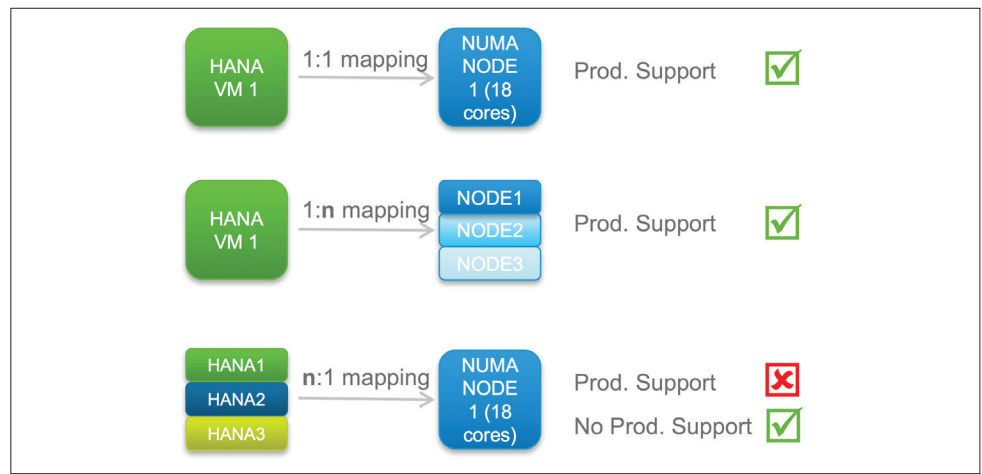 HANA
VM 1
1:1 mapping
NUMA
NODE
1 (18
cores)
Prod. Support
HANA
VM 1
1:n mapping
NODE1
NODE2
NODE3
Prod. Support
HANA1
HANA2
HANA3
n:1 mapping
NUMA
NODE
1 (18
cores)
Prod. Support
No Prod. Support